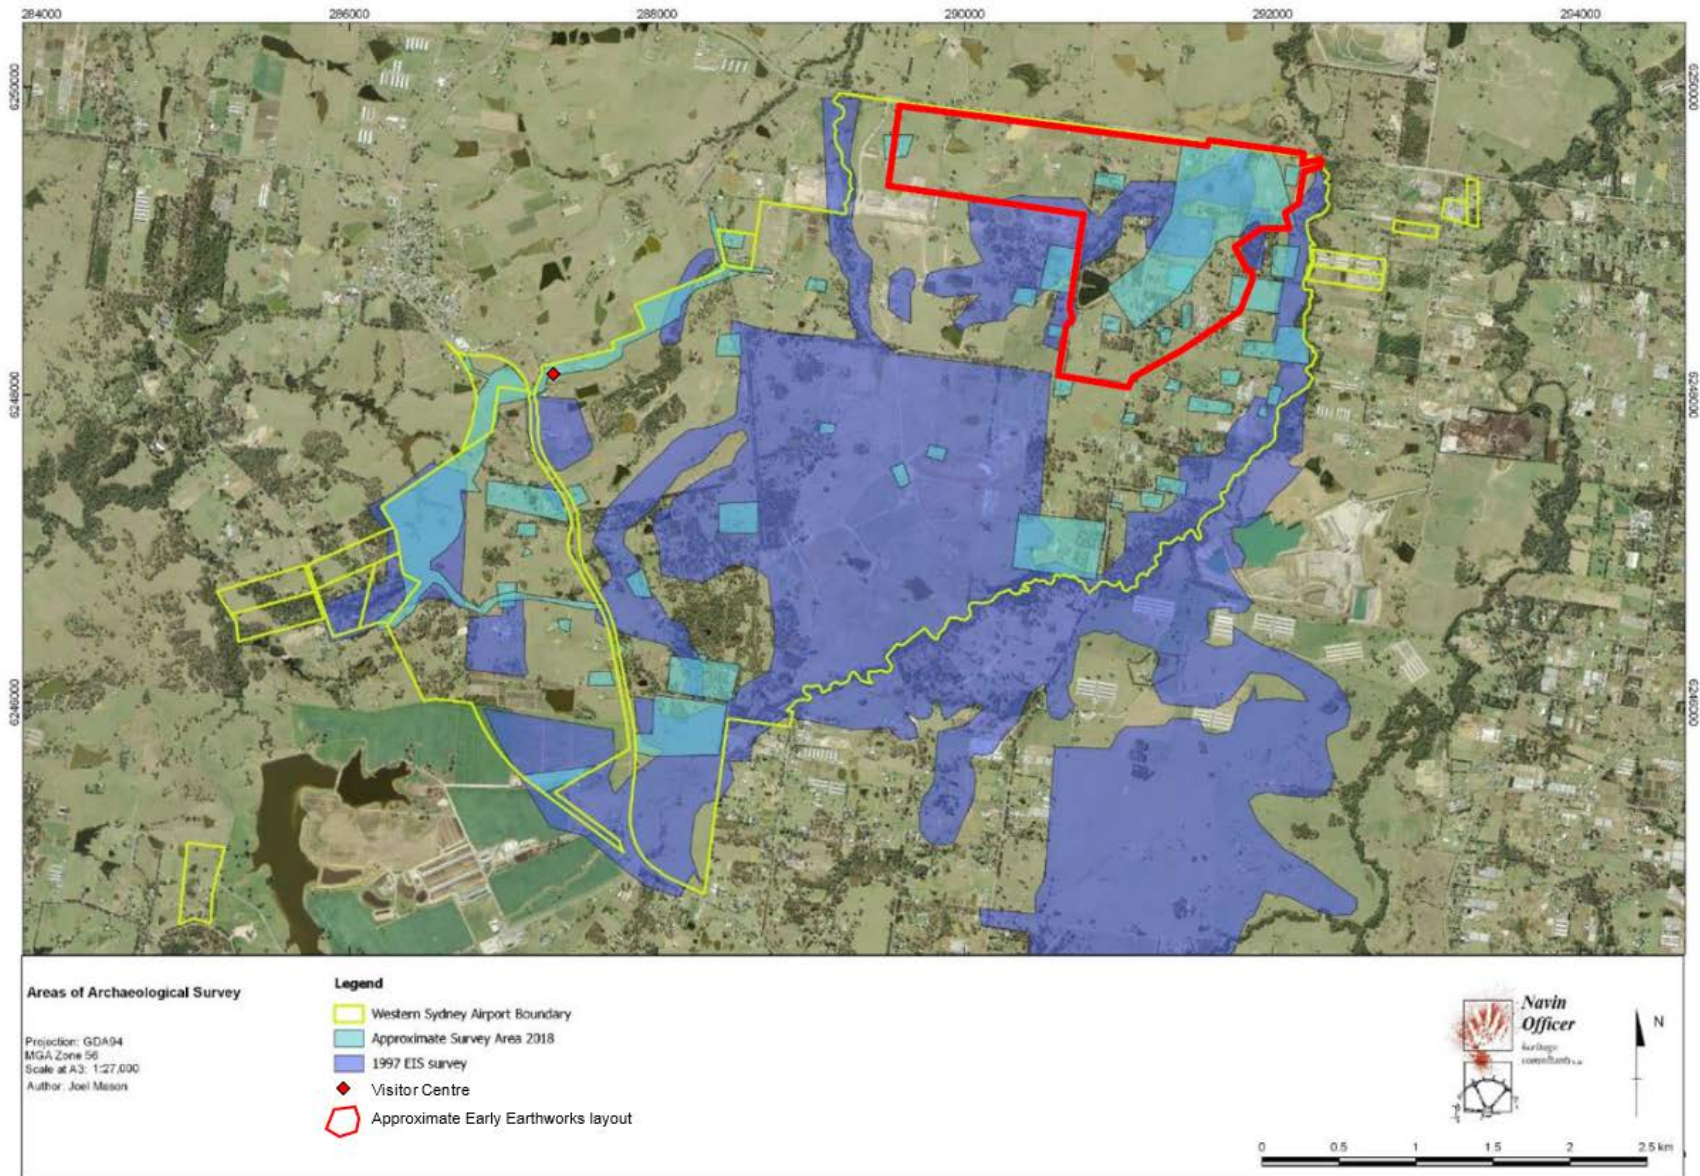 284000 286000 288000 290000 292000 294000
6250000 6250000
6248000 6248000
6246000 6246000
Areas of Archaeological Survey
Projection: GDA94
MGA Zone 56
Scale at A3: 1:27,000
Author: Joel Mason
Legend
Western Sydney Airport Boundary
Approximate Survey Area 2018
1997 EIS survey
Visitor Centre
Approximate Early Earthworks layout
Navin
Officer
heritage
consultants
N
0 0.5 1 1.5 2 2.5 km